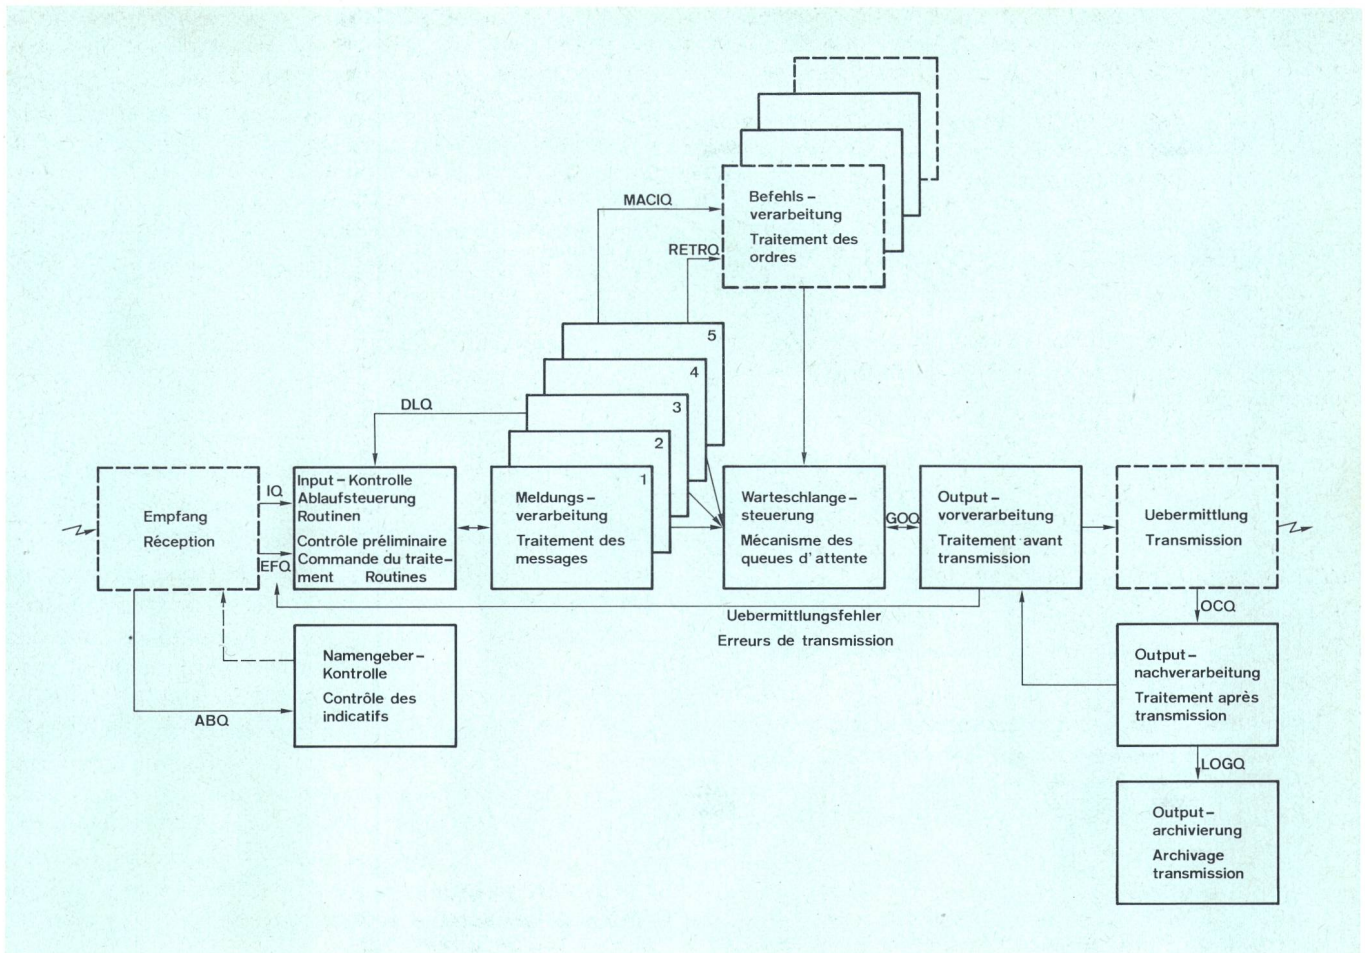 MACIQ
Befehls-
verarbeitung
Traitement des
ordres
RETRQ
5
4
3
2
1
DLQ
IQ
IEFQ
Empfang
Réception
Input-Kontrolle
Ablaufsteuerung
Routinen
Contrôle préliminaire
Commande du traite-
ment Routines
Meldungs-
verarbeitung
Traitement des
messages
Warteschlange-
steuerung
Mécanisme des
queues d'attente
GOQ
Output-
vorverarbeitung
Traitement avant
transmission
Uebermittlung
Transmission
Uebermittlungsfehler
Erreurs de transmission
OCQ
Namengeber-
Kontrolle
Contrôle des
indicatifs
ABQ
Output-
nachverarbeitung
Traitement après
transmission
LOGQ
Output-
archivierung
Archivage
transmission